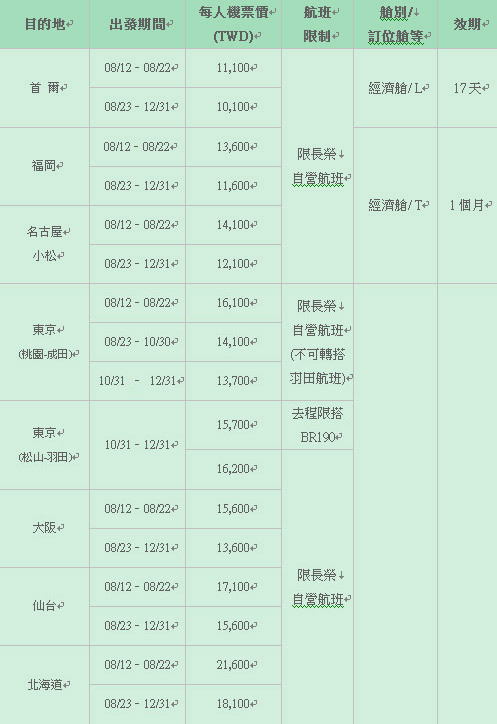 目的地 出發期間 每人機票價 (TWD) 航班 限制 艙別/ 訂位艙等 效期
首 爾 08/12﹣08/22 11,100 限長榮 自營航班 經濟艙/L 17天
08/23﹣12/31 10,100
福岡 08/12﹣08/22 13,600 經濟艙/T 1個月
08/23﹣12/31 11,600
名古屋 小松 08/12﹣08/22 14,100
08/23﹣12/31 12,100
東京 (桃園-成田) 08/12﹣08/22 16,100 限長榮 自營航班 (不可轉搭 羽田航班)
08/23﹣10/30 14,100
10/31 ﹣ 12/31 13,700
東京 (松山-羽田) 10/31﹣12/31 15,700 去程限搭 BR190
16,200 限長榮 自營航班
大阪 08/12﹣08/22 15,600
08/23﹣12/31 13,600
仙台 08/12﹣08/22 17,100
08/23﹣12/31 15,600
北海道 08/12﹣08/22 21,600
08/23﹣12/31 18,100